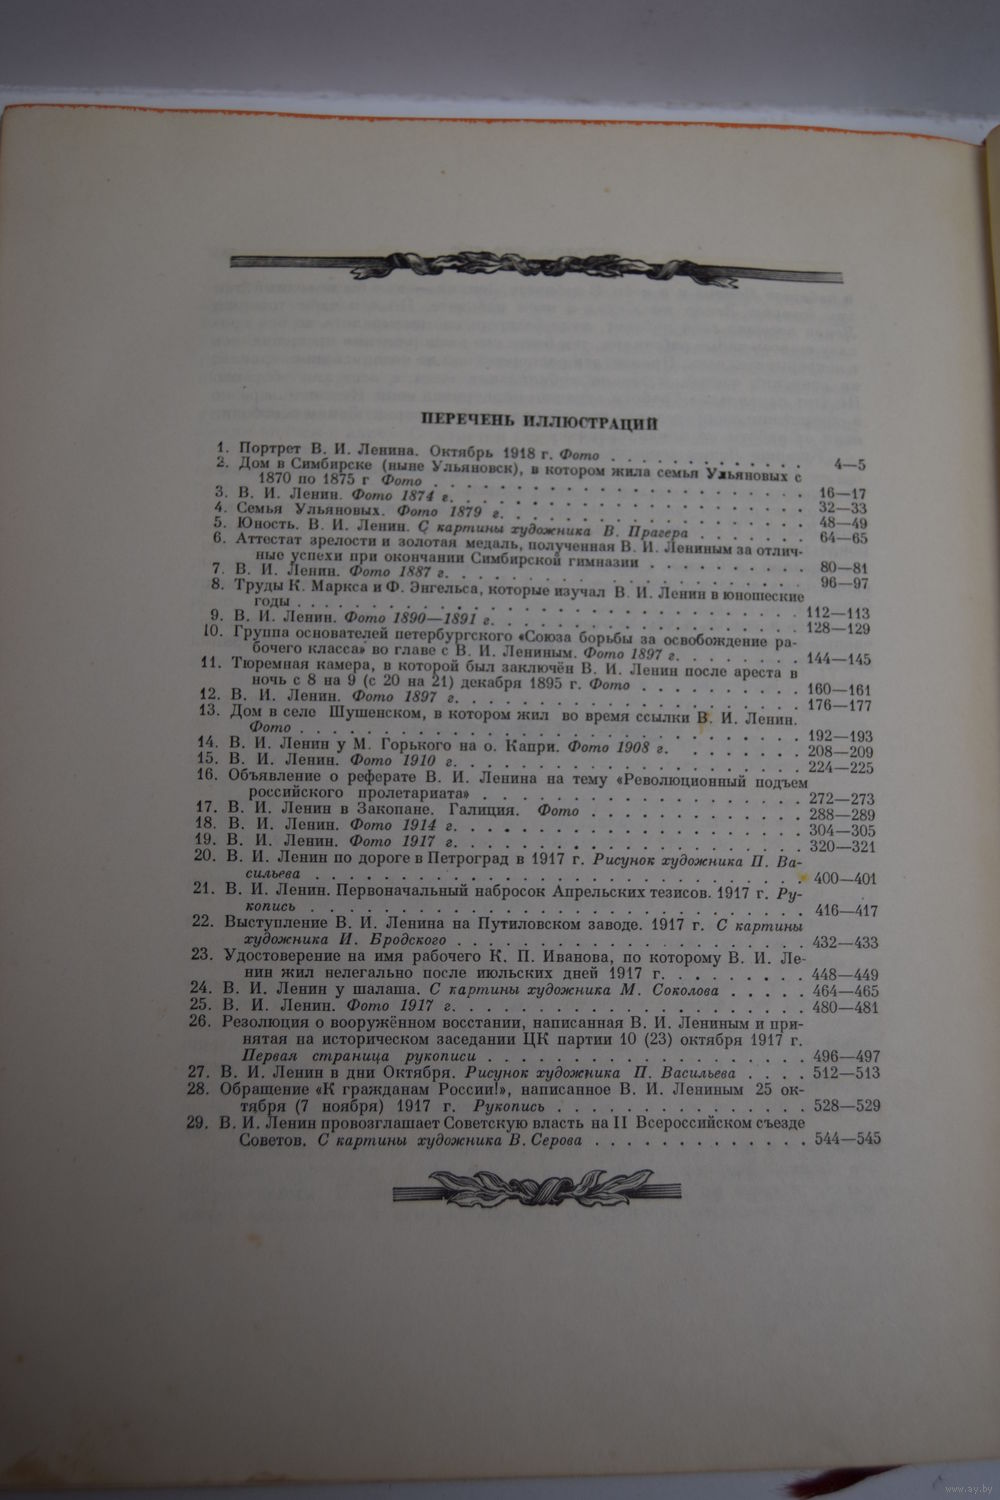 ПЕРЕЧЕНЬ ИЛЛЮСТРАЦИЙ
1. Портрет В. И. Ленина. Октябрь 1918 г. Фото . . . . . . . . . . . . 4—5
2. Дом в Симбирске (ныне Ульяновск), в котором жила семья Ульяновых с
1870 по 1875 г Фото . . . . . . . . . . . . . . . . . . . . 16—17
3. В. И. Ленин. Фото 1874 г. . . . . . . . . . . . . . . . . . . . 32—33
4. Семья Ульяновых. Фото 1879 г. . . . . . . . . . . . . . . . . . 48—49
5. Юность. В. И. Ленин. С картины художника В. Прагера . . . . . . . 64—65
6. Аттестат зрелости и золотая медаль, полученная В. И. Лениным за отлич-
ные успехи при окончании Симбирской гимназии . . . . . . . . . 80—81
7. В. И. Ленин. Фото 1887 г. . . . . . . . . . . . . . . . . . . . 96—97
8. Труды К. Маркса и Ф. Энгельса, которые изучал В. И. Ленин в юношеские
годы . . . . . . . . . . . . . . . . . . . . . . . . . . 112—113
9. В. И. Ленин. Фото 1890—1891 г. . . . . . . . . . . . . . . . . . 128—129
10. Группа основателей петербургского «Союза борьбы за освобождение ра-
бочего класса» во главе с В. И. Лениным. Фото 1897 г. . . . . . . . 144—145
11. Тюремная камера, в которой был заключён В. И. Ленин после ареста в
ночь с 8 на 9 (с 20 на 21) декабря 1895 г. Фото . . . . . . . . . . 160—161
12. В. И. Ленин. Фото 1897 г. . . . . . . . . . . . . . . . . . . . 176—177
13. Дом в селе Шушенском, в котором жил во время ссылки В. И. Ленин.
Фото . . . . . . . . . . . . . . . . . . . . . . . . . . 192—193
14. В. И. Ленин у М. Горького на о. Капри. Фото 1908 г. . . . . . . . 208—209
15. В. И. Ленин. Фото 1910 г. . . . . . . . . . . . . . . . . . . . 224—225
16. Объявление о реферате В. И. Ленина на тему «Революционный подъем
российского пролетариата» . . . . . . . . . . . . . . . . . . 272—273
17. В. И. Ленин в Закопане. Галиция. Фото . . . . . . . . . . . . . 288—289
18. В. И. Ленин. Фото 1914 г. . . . . . . . . . . . . . . . . . . . 304—305
19. В. И. Ленин. Фото 1917 г. . . . . . . . . . . . . . . . . . . . 320—321
20. В. И. Ленин по дороге в Петроград в 1917 г. Рисунок художника П. Ва-
сильева . . . . . . . . . . . . . . . . . . . . . . . . . 400—401
21. В. И. Ленин. Первоначальный набросок Апрельских тезисов. 1917 г. Ру-
копись . . . . . . . . . . . . . . . . . . . . . . . . . 416—417
22. Выступление В. И. Ленина на Путиловском заводе. 1917 г. С картины
художника И. Бродского . . . . . . . . . . . . . . . . . . . 432—433
23. Удостоверение на имя рабочего К. П. Иванова, по которому В. И. Ле-
нин жил нелегально после июльских дней 1917 г. . . . . . . . . . 448—449
24. В. И. Ленин у шалаша. С картины художника М. Соколова . . . . . 464—465
25. В. И. Ленин. Фото 1917 г. . . . . . . . . . . . . . . . . . . . 480—481
26. Резолюция о вооружённом восстании, написанная В. И. Лениным и при-
нятая на историческом заседании ЦК партии 10 (23) октября 1917 г.
Первая страница рукописи . . . . . . . . . . . . . . . . . . 496—497
27. В. И. Ленин в дни Октября. Рисунок художника П. Васильева . . . . 512—513
28. Обращение «К гражданам России!», написанное В. И. Лениным 25 ок-
тября (7 ноября) 1917 г. Рукопись . . . . . . . . . . . . . . 528—529
29. В. И. Ленин провозглашает Советскую власть на II Всероссийском съезде
Советов. С картины художника В. Серова . . . . . . . . . . . . 544—545
www.ay.by